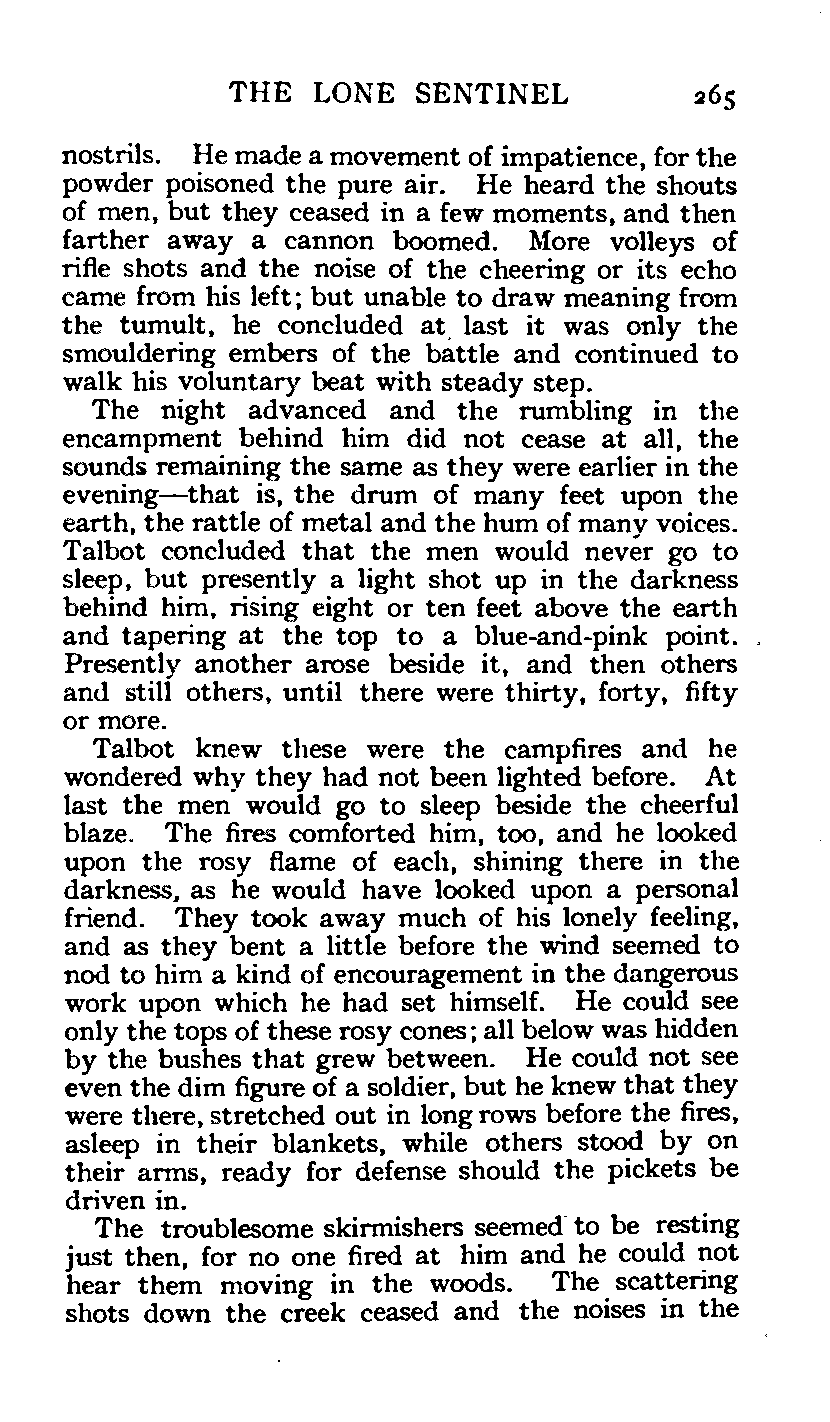 THE LONE SENTINEL 265
nostrils. He made a movement of impatience, for the
powder poisoned the pure air. He heard the shouts
of men, but they ceased in a few moments, and then
farther away a cannon boomed. More volleys of
rifle shots and the noise of the cheering or its echo
came from his left; but unable to draw meaning from
the tumult, he concluded at last it was only the
smouldering embers of the battle and continued to
walk his voluntary beat with steady step.
The night advanced and the rumbling in the
encampment behind him did not cease at all, the
sounds remaining the same as they were earlier in the
evening—that is, the drum of many feet upon the
earth, the rattle of metal and the hum of many voices.
Talbot concluded that the men would never go to
sleep, but presently a light shot up in the darkness
behind him, rising eight or ten feet above the earth
and tapering at the top to a blue-and-pink point.
Presently another arose beside it, and then others
and still others, until there were thirty, forty, fifty
or more.
Talbot knew these were the campfires and he
wondered why they had not been lighted before. At
last the men would go to sleep beside the cheerful
blaze. The fires comforted him, too, and he looked
upon the rosy flame of each, shining there in the
darkness, as he would have looked upon a personal
friend. They took away much of his lonely feeling,
and as they bent a little before the wind seemed to
nod to him a kind of encouragement in the dangerous
work upon which he had set himself. He could see
only the tops of these rosy cones; all below was hidden
by the bushes that grew between. He could not see
even the dim figure of a soldier, but he knew that they
were there, stretched out in long rows before the fires,
asleep in their blankets, while others stood by on
their arms, ready for defense should the pickets be
driven in.
The troublesome skirmishers seemed to be resting
just then, for no one fired at him and he could not
hear them moving in the woods. The scattering
shots down the creek ceased and the noises in the